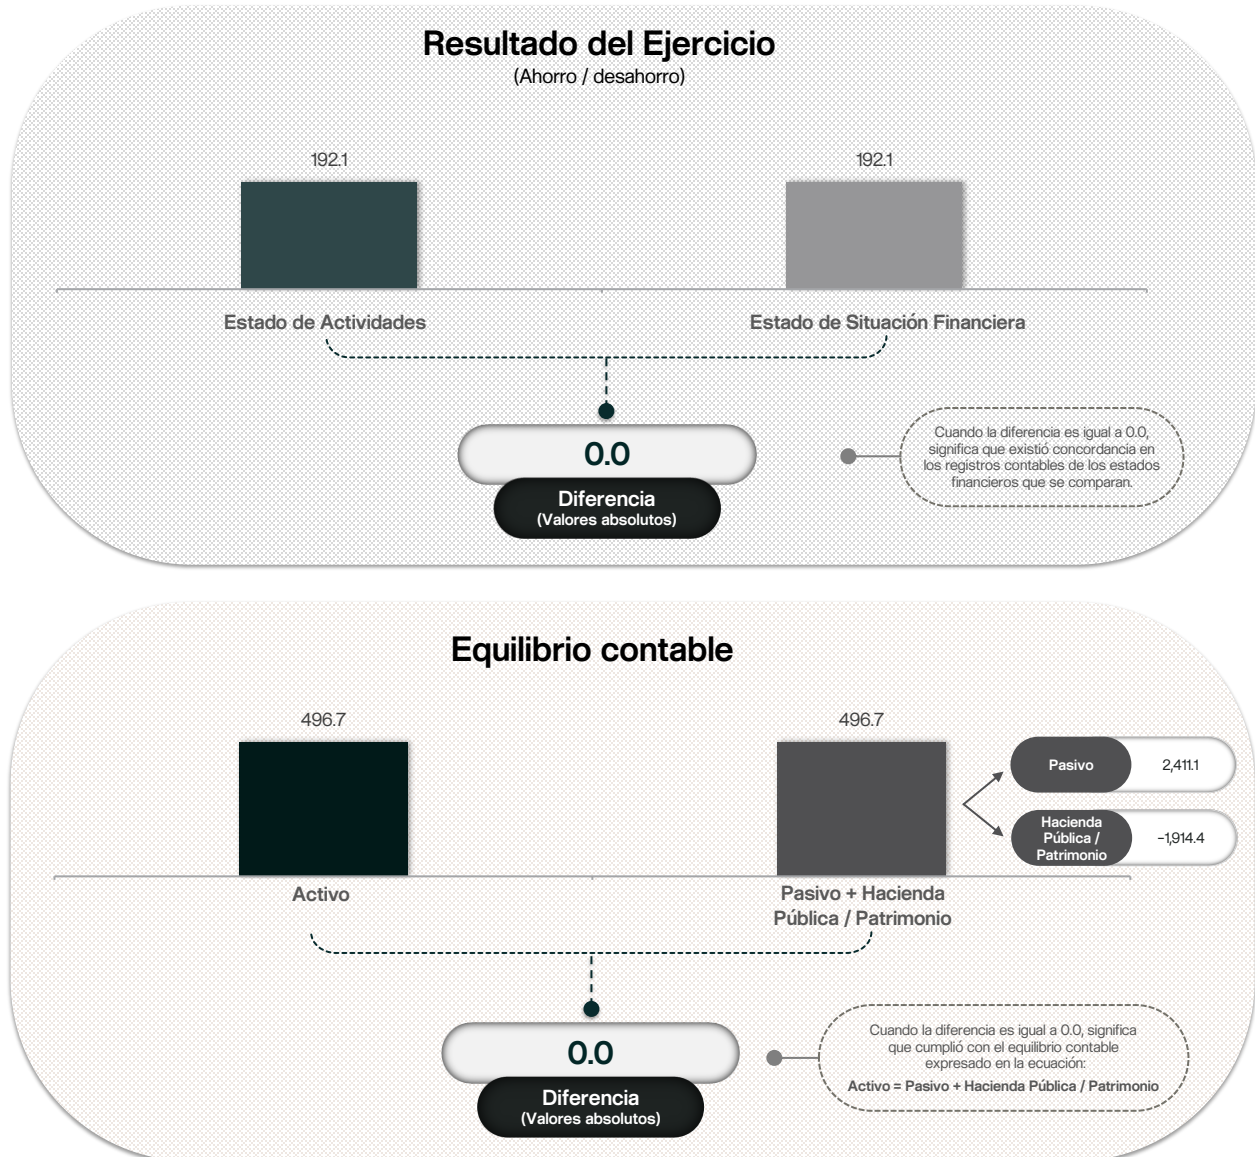 Resultado del Ejercicio
(Ahorro / desahorro)
192.1
192.1
Estado de Actividades
Estado de Situación Financiera
0.0
Diferencia
(Valores absolutos)
Cuando la diferencia es igual a 0.0,
significa que existió concordancia en
los registros contables de los estados
financieros que se comparan.
Equilibrio contable
496.7
496.7
Pasivo
2,411.1
Hacienda
Pública /
Patrimonio
-1,914.4
Activo
Pasivo + Hacienda
Pública / Patrimonio
0.0
Diferencia
(Valores absolutos)
Cuando la diferencia es igual a 0.0, significa
que cumplió con el equilibrio contable
expresado en la ecuación:
Activo = Pasivo + Hacienda Pública / Patrimonio